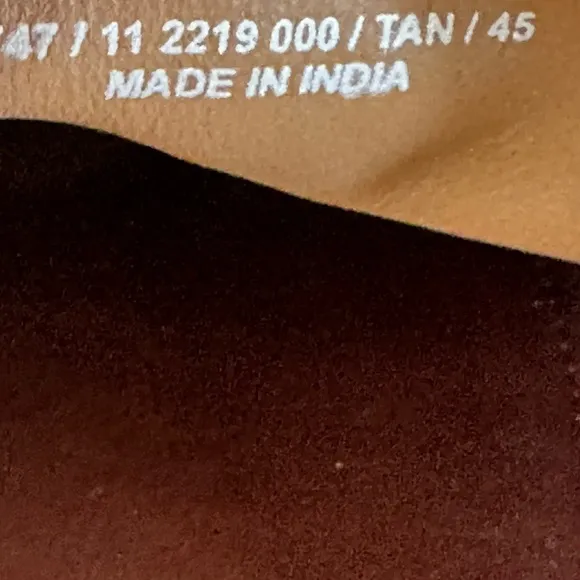 47 / 11 2219 000 / TAN / 45
MADE IN INDIA